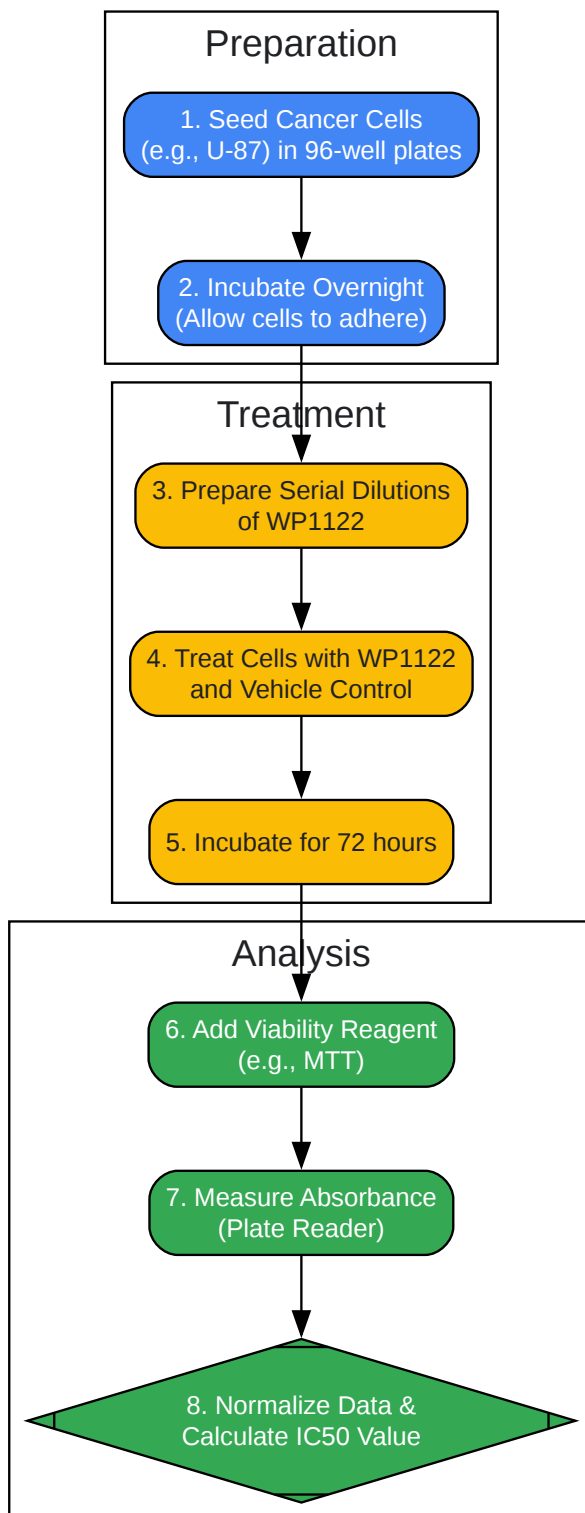 Preparation
1. Seed Cancer Cells
(e.g., U-87) in 96-well plates
2. Incubate Overnight
(Allow cells to adhere)
Treatment
3. Prepare Serial Dilutions
of WP1122
4. Treat Cells with WP1122
and Vehicle Control
5. Incubate for 72 hours
Analysis
6. Add Viability Reagent
(e.g., MTT)
7. Measure Absorbance
(Plate Reader)
8. Normalize Data &
Calculate IC50 Value